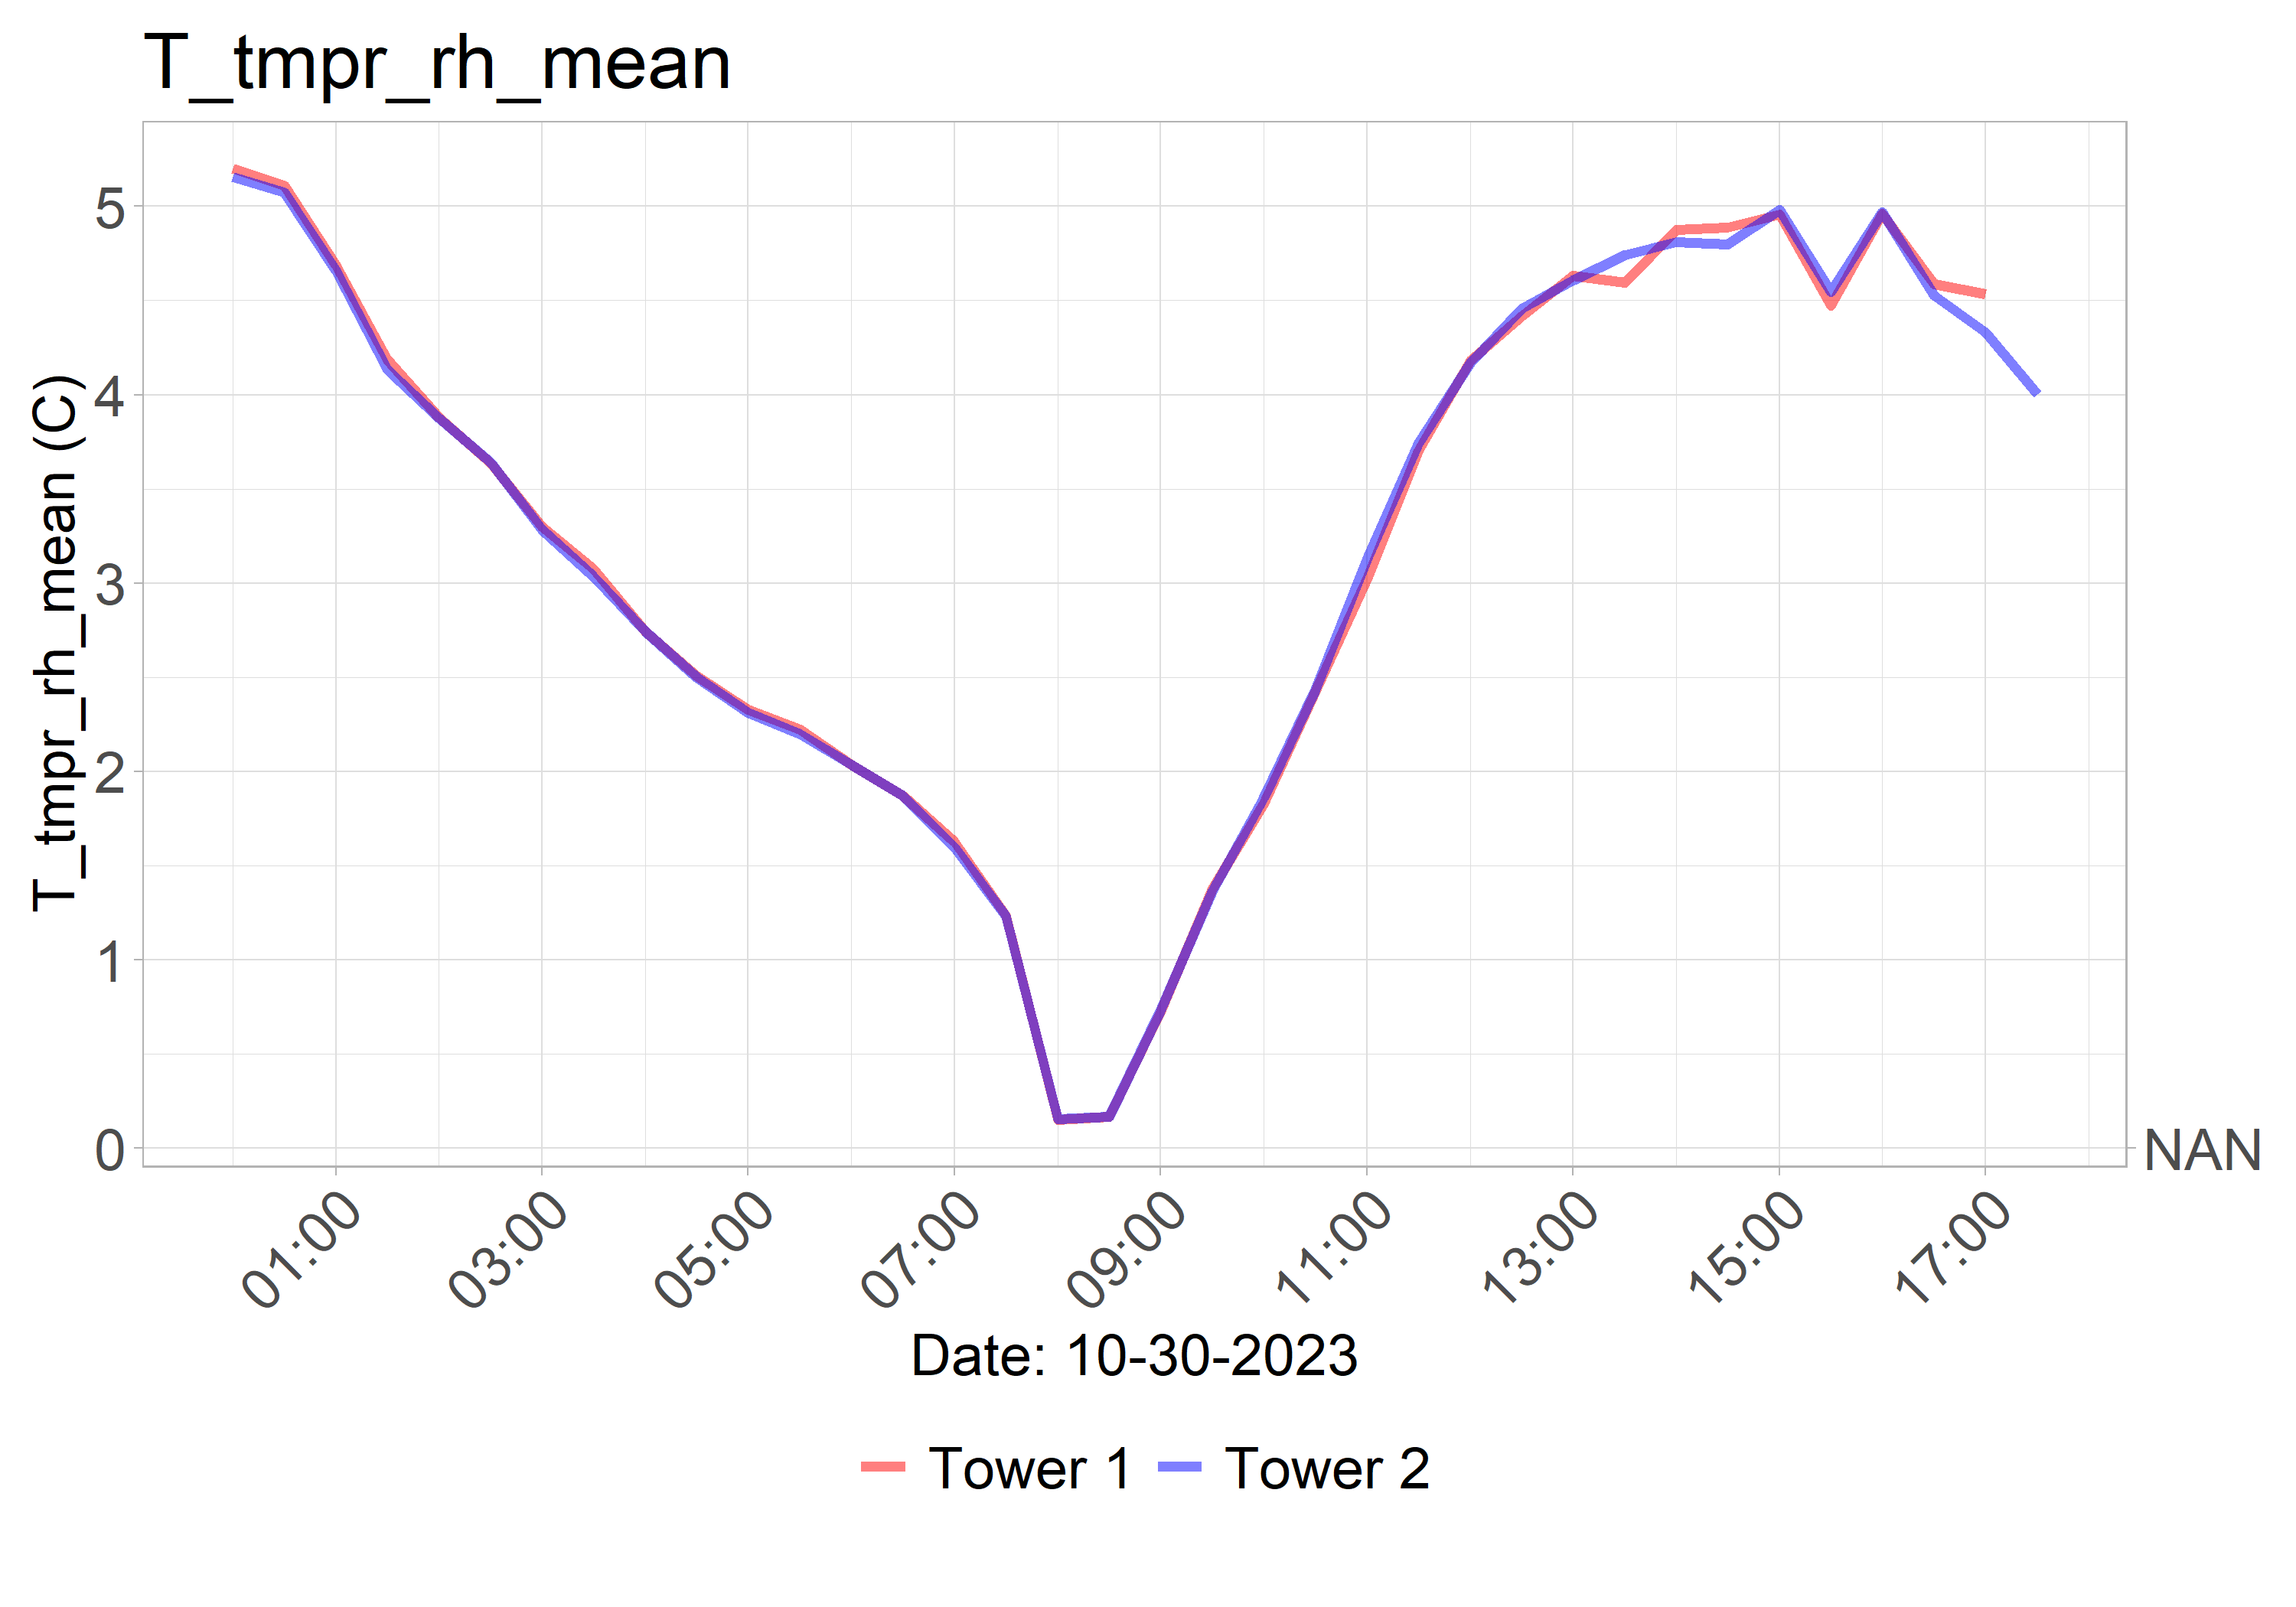 T_tmpr_rh_mean
T_tmpr_rh_mean (C)
5
4
3
2
1
0
NAN
01:00
03:00
05:00
07:00
09:00
11:00
13:00
15:00
17:00
Date: 10-30-2023
Tower 1
Tower 2